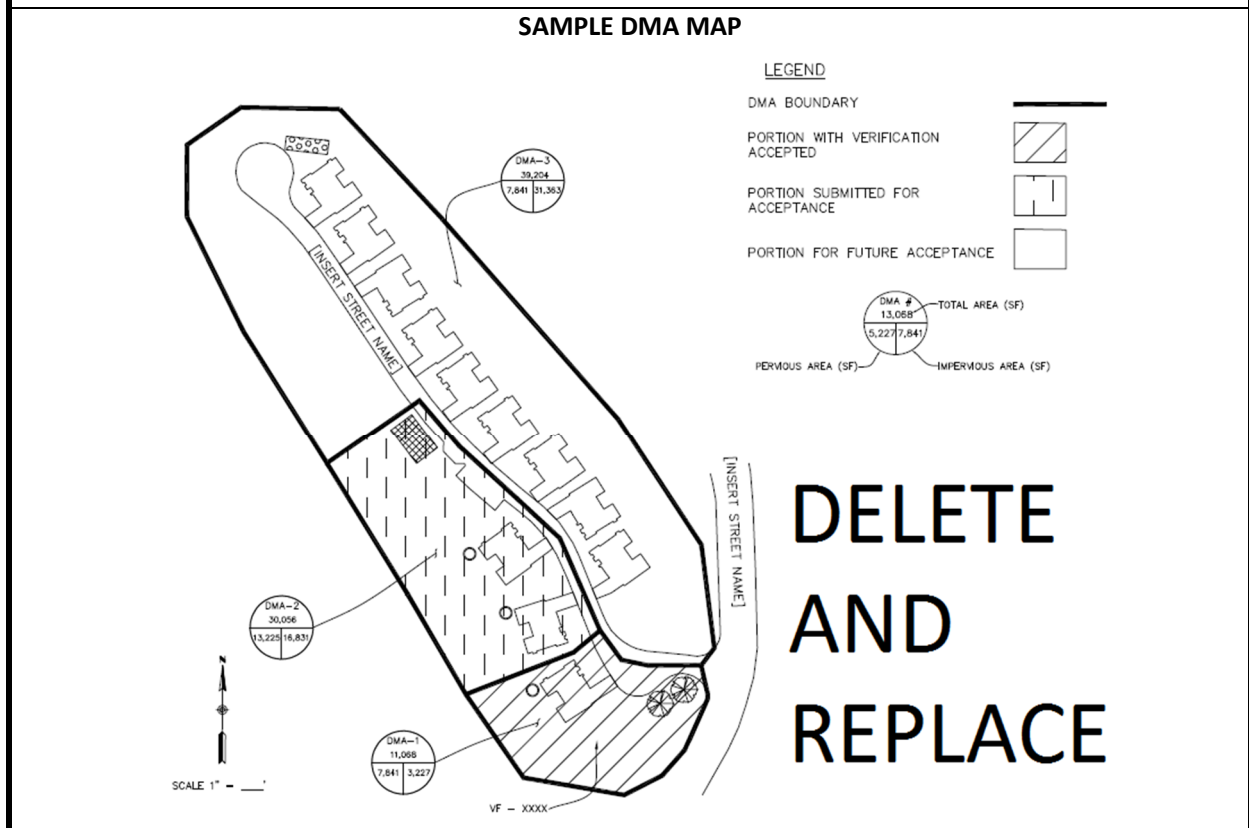 SAMPLE DMA MAP
LEGEND
DMA BOUNDARY
PORTION WITH VERIFICATION
ACCEPTED
PORTION SUBMITTED FOR
ACCEPTANCE
PORTION FOR FUTURE ACCEPTANCE
DMA #
13,068
5,227 7,841
TOTAL AREA (SF)
PERVIOUS AREA (SF)
IMPERVIOUS AREA (SF)
DMA-3
39,204
7,841 31,363
[INSERT STREET NAME]
[INSERT STREET NAME]
DMA-2
30,056
13,225 16,831
DMA-1
11,068
7,841 3,227
VF - XXXX
N
SCALE 1" - ___'
DELETE
AND
REPLACE